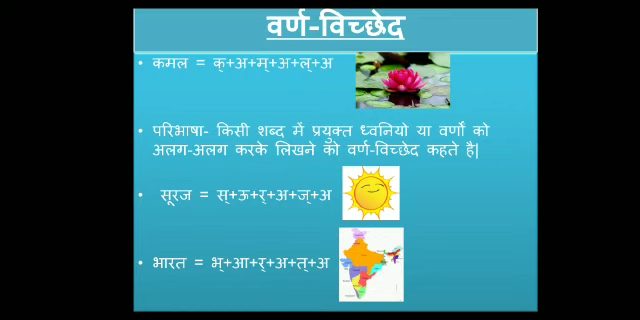 वर्ण-विच्छेद
• कमल = क्+अ+म्+अ+ल्+अ
• परिभाषा- किसी शब्द में प्रयुक्त ध्वनियो या वर्णों को
अलग-अलग करके लिखने को वर्ण-विच्छेद कहते है|
• सूरज = स्+ऊ+र्+अ+ज्+अ
• भारत = भ्+आ+र्+अ+त्+अ